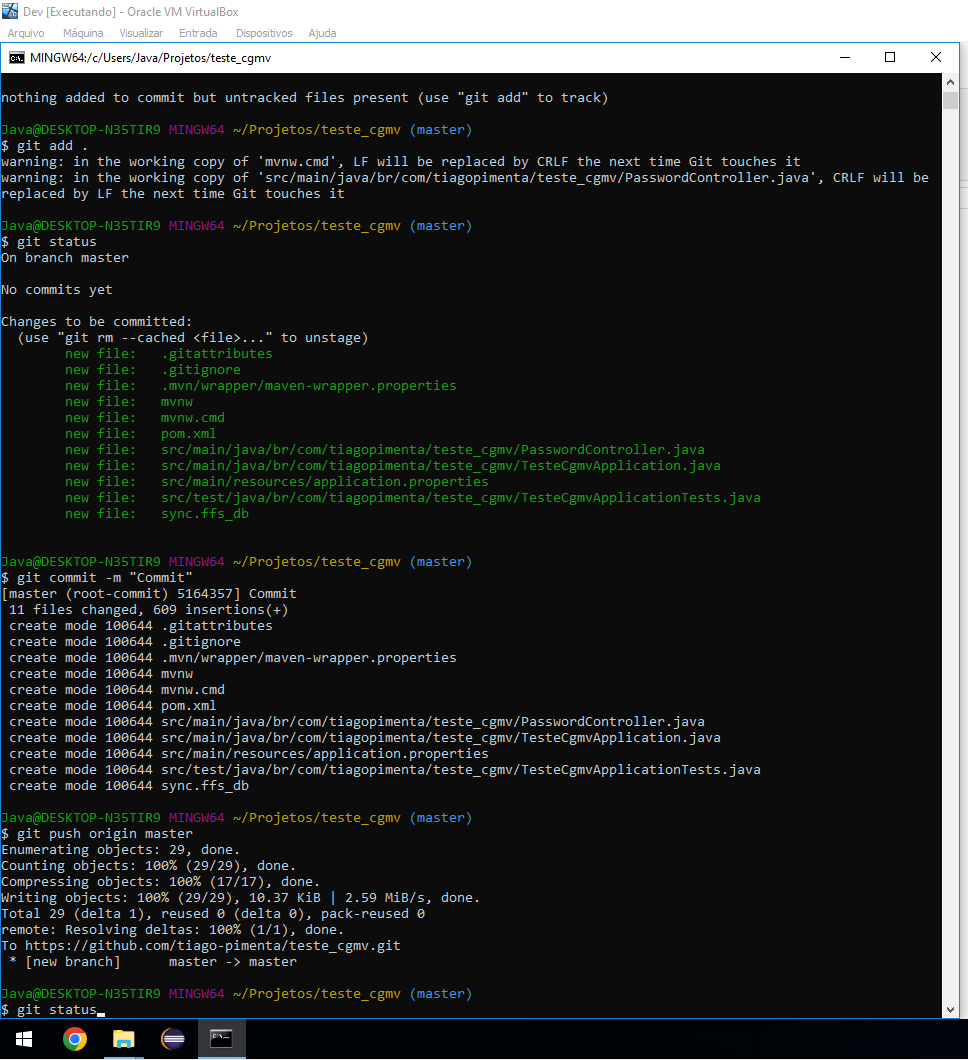 Dev [Executando] - Oracle VM VirtualBox
Arquivo Máquina Visualizar Entrada Dispositivos Ajuda
MINGW64:/c/Users/Java/Projetos/teste_cgmv
nothing added to commit but untracked files present (use "git add" to track)
Java@DESKTOP-N35TIR9 MINGW64 ~/Projetos/teste_cgmv (master)
$ git add .
warning: in the working copy of 'mvnw.cmd', LF will be replaced by CRLF the next time Git touches it
warning: in the working copy of 'src/main/java/br/com/tiagopimenta/teste_cgmv/PasswordController.java', CRLF will be
replaced by LF the next time Git touches it
Java@DESKTOP-N35TIR9 MINGW64 ~/Projetos/teste_cgmv (master)
$ git status
On branch master
No commits yet
Changes to be committed:
  (use "git rm --cached <file>..." to unstage)
        new file:   .gitattributes
        new file:   .gitignore
        new file:   .mvn/wrapper/maven-wrapper.properties
        new file:   mvnw
        new file:   mvnw.cmd
        new file:   pom.xml
        new file:   src/main/java/br/com/tiagopimenta/teste_cgmv/PasswordController.java
        new file:   src/main/java/br/com/tiagopimenta/teste_cgmv/TesteCgmvApplication.java
        new file:   src/main/resources/application.properties
        new file:   src/test/java/br/com/tiagopimenta/teste_cgmv/TesteCgmvApplicationTests.java
        new file:   sync.ffs_db
Java@DESKTOP-N35TIR9 MINGW64 ~/Projetos/teste_cgmv (master)
$ git commit -m "Commit"
[master (root-commit) 5164357] Commit
 11 files changed, 609 insertions(+)
 create mode 100644 .gitattributes
 create mode 100644 .gitignore
 create mode 100644 .mvn/wrapper/maven-wrapper.properties
 create mode 100644 mvnw
 create mode 100644 mvnw.cmd
 create mode 100644 pom.xml
 create mode 100644 src/main/java/br/com/tiagopimenta/teste_cgmv/PasswordController.java
 create mode 100644 src/main/java/br/com/tiagopimenta/teste_cgmv/TesteCgmvApplication.java
 create mode 100644 src/main/resources/application.properties
 create mode 100644 src/test/java/br/com/tiagopimenta/teste_cgmv/TesteCgmvApplicationTests.java
 create mode 100644 sync.ffs_db
Java@DESKTOP-N35TIR9 MINGW64 ~/Projetos/teste_cgmv (master)
$ git push origin master
Enumerating objects: 29, done.
Counting objects: 100% (29/29), done.
Compressing objects: 100% (17/17), done.
Writing objects: 100% (29/29), 10.37 KiB | 2.59 MiB/s, done.
Total 29 (delta 1), reused 0 (delta 0), pack-reused 0
remote: Resolving deltas: 100% (1/1), done.
To https://github.com/tiago-pimenta/teste_cgmv.git
 * [new branch]      master -> master
Java@DESKTOP-N35TIR9 MINGW64 ~/Projetos/teste_cgmv (master)
$ git status